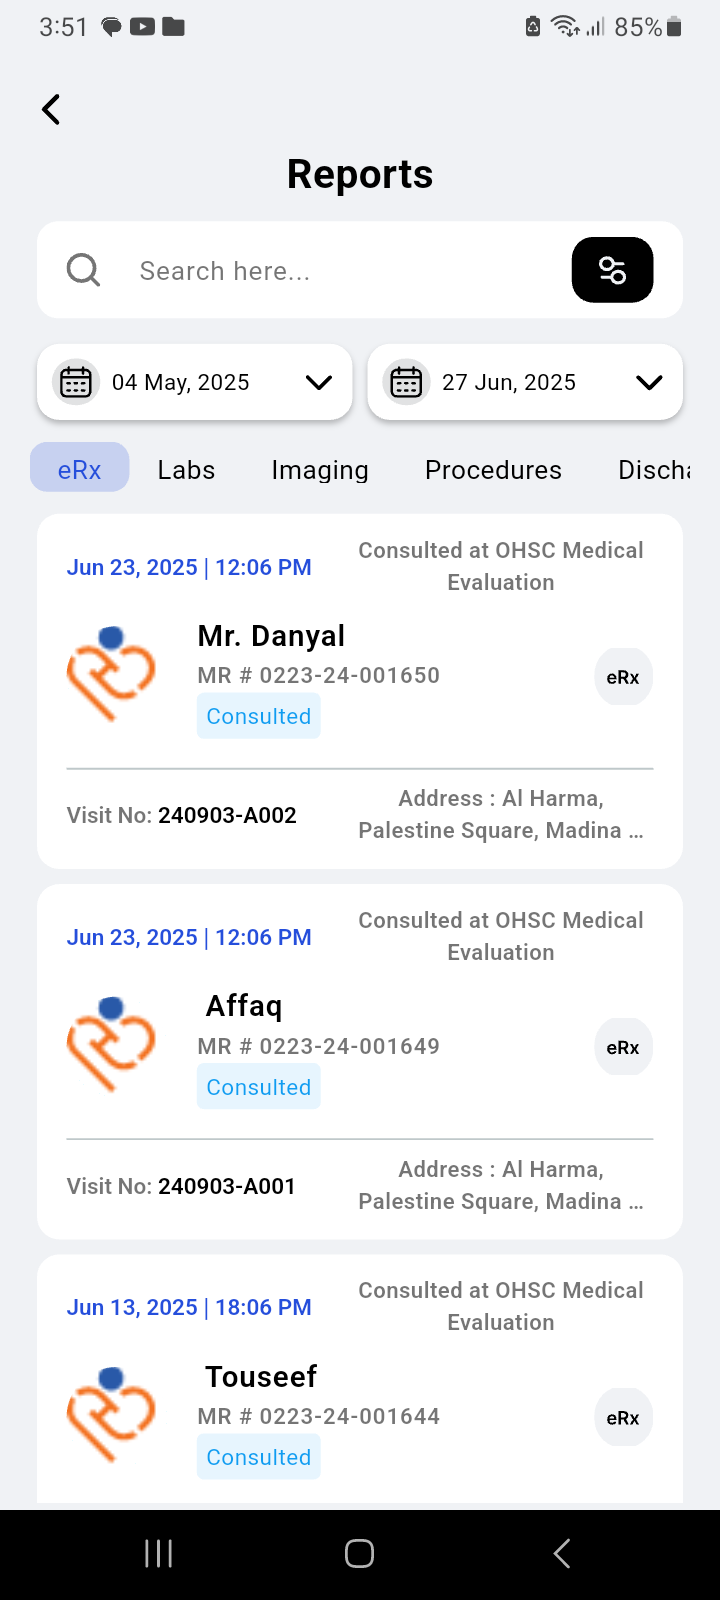 3:51 85%
Reports
Search here...
04 May, 2025 27 Jun, 2025
eRx Labs Imaging Procedures Discha
Jun 23, 2025 | 12:06 PM
Consulted at OHSC Medical
Evaluation
Mr. Danyal
MR # 0223-24-001650
eRx
Consulted
Visit No: 240903-A002
Address : Al Harma,
Palestine Square, Madina ...
Jun 23, 2025 | 12:06 PM
Consulted at OHSC Medical
Evaluation
Affaq
MR # 0223-24-001649
eRx
Consulted
Visit No: 240903-A001
Address : Al Harma,
Palestine Square, Madina ...
Jun 13, 2025 | 18:06 PM
Consulted at OHSC Medical
Evaluation
Touseef
MR # 0223-24-001644
eRx
Consulted